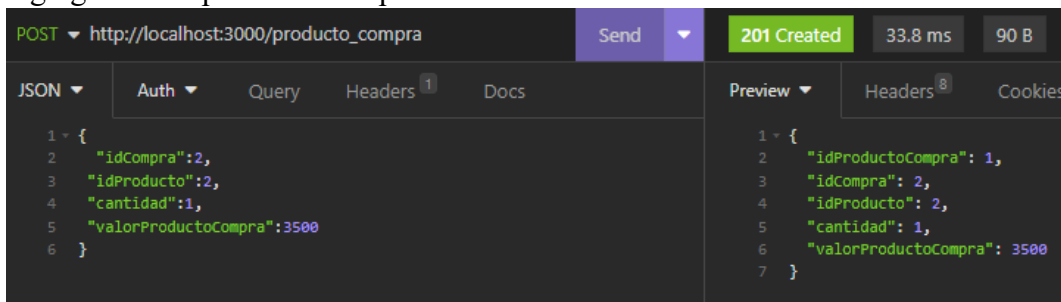 POST http://localhost:3000/producto_compra Send 201 Created 33.8 ms 90 B
JSON Auth Query Headers 1 Docs Preview Headers 8 Cookies
1 {
2 "idCompra":2,
3 "idProducto":2,
4 "cantidad":1,
5 "valorProductoCompra":3500
6 }
1 {
2 "idProductoCompra": 1,
3 "idCompra": 2,
4 "idProducto": 2,
5 "cantidad": 1,
6 "valorProductoCompra": 3500
7 }